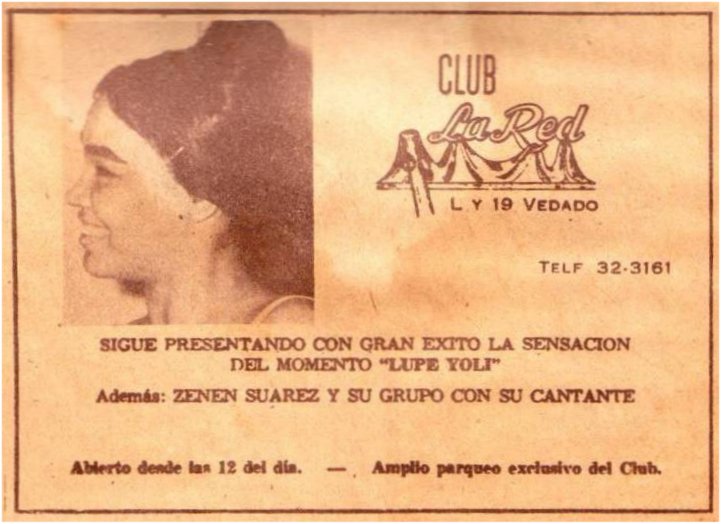 CLUB
La Red
L Y 19 VEDADO
TELF 32-3161
SIGUE PRESENTANDO CON GRAN EXITO LA SENSACION
DEL MOMENTO "LUPE YOLI"
Además: ZENEN SUAREZ Y SU GRUPO CON SU CANTANTE
Abierto desde las 12 del día. — Amplio parqueo exclusivo del Club.